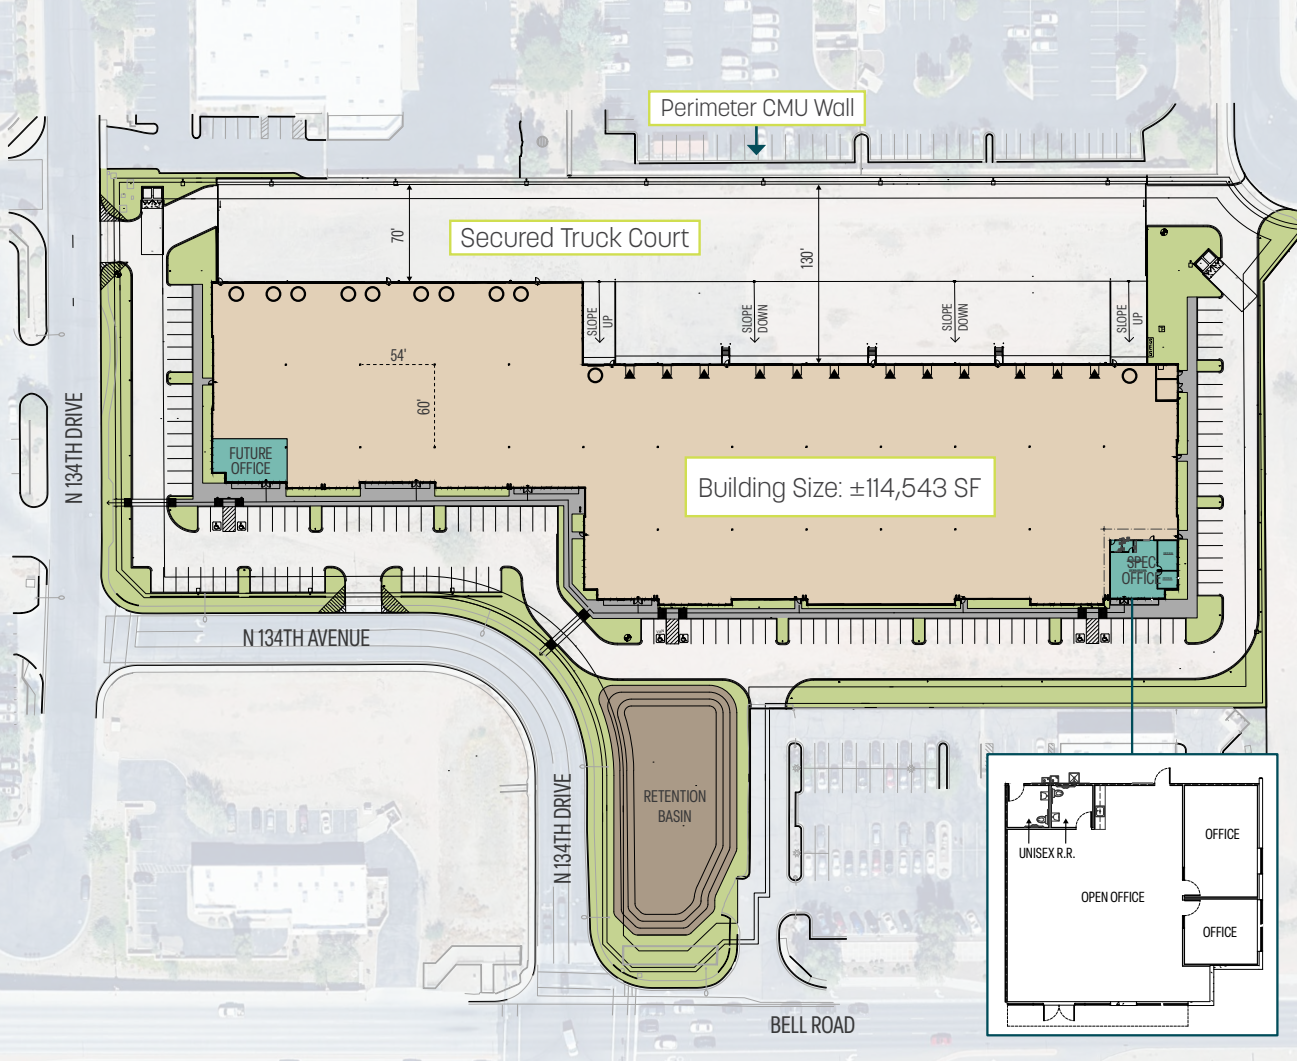 Perimeter CMU Wall
Secured Truck Court
70'
130'
SLOPE
UP
SLOPE
DOWN
SLOPE
DOWN
SLOPE
UP
54'
60'
N 134TH DRIVE
FUTURE
OFFICE
Building Size: ±114,543 SF
SPEC
OFFICE
N 134TH AVENUE
N 134TH DRIVE
RETENTION
BASIN
UNISEX R.R.
OPEN OFFICE
OFFICE
OFFICE
BELL ROAD